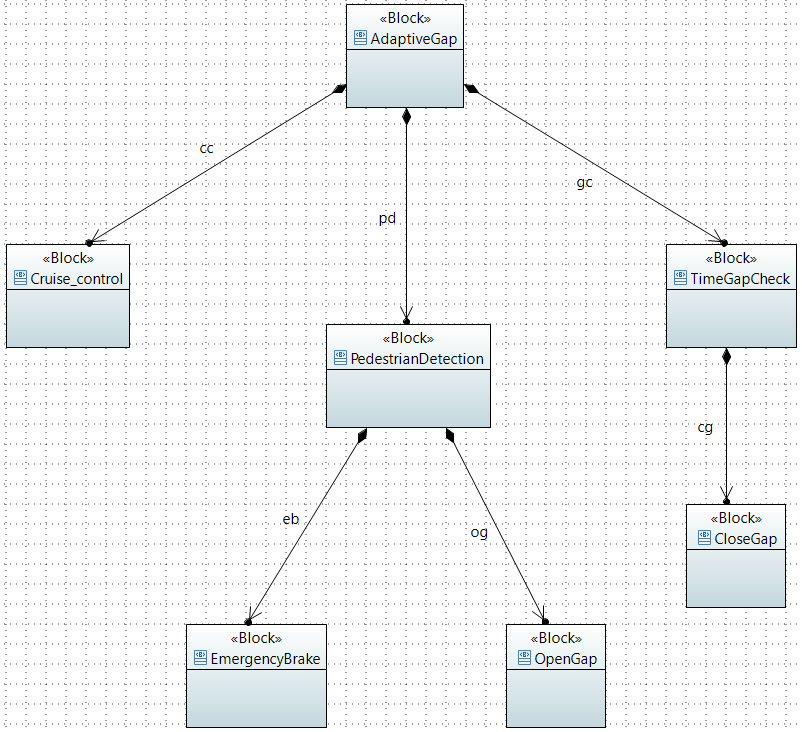 «Block»
AdaptiveGap
cc
gc
pd
«Block»
Cruise_control
«Block»
TimeGapCheck
«Block»
PedestrianDetection
cg
eb
og
«Block»
CloseGap
«Block»
EmergencyBrake
«Block»
OpenGap